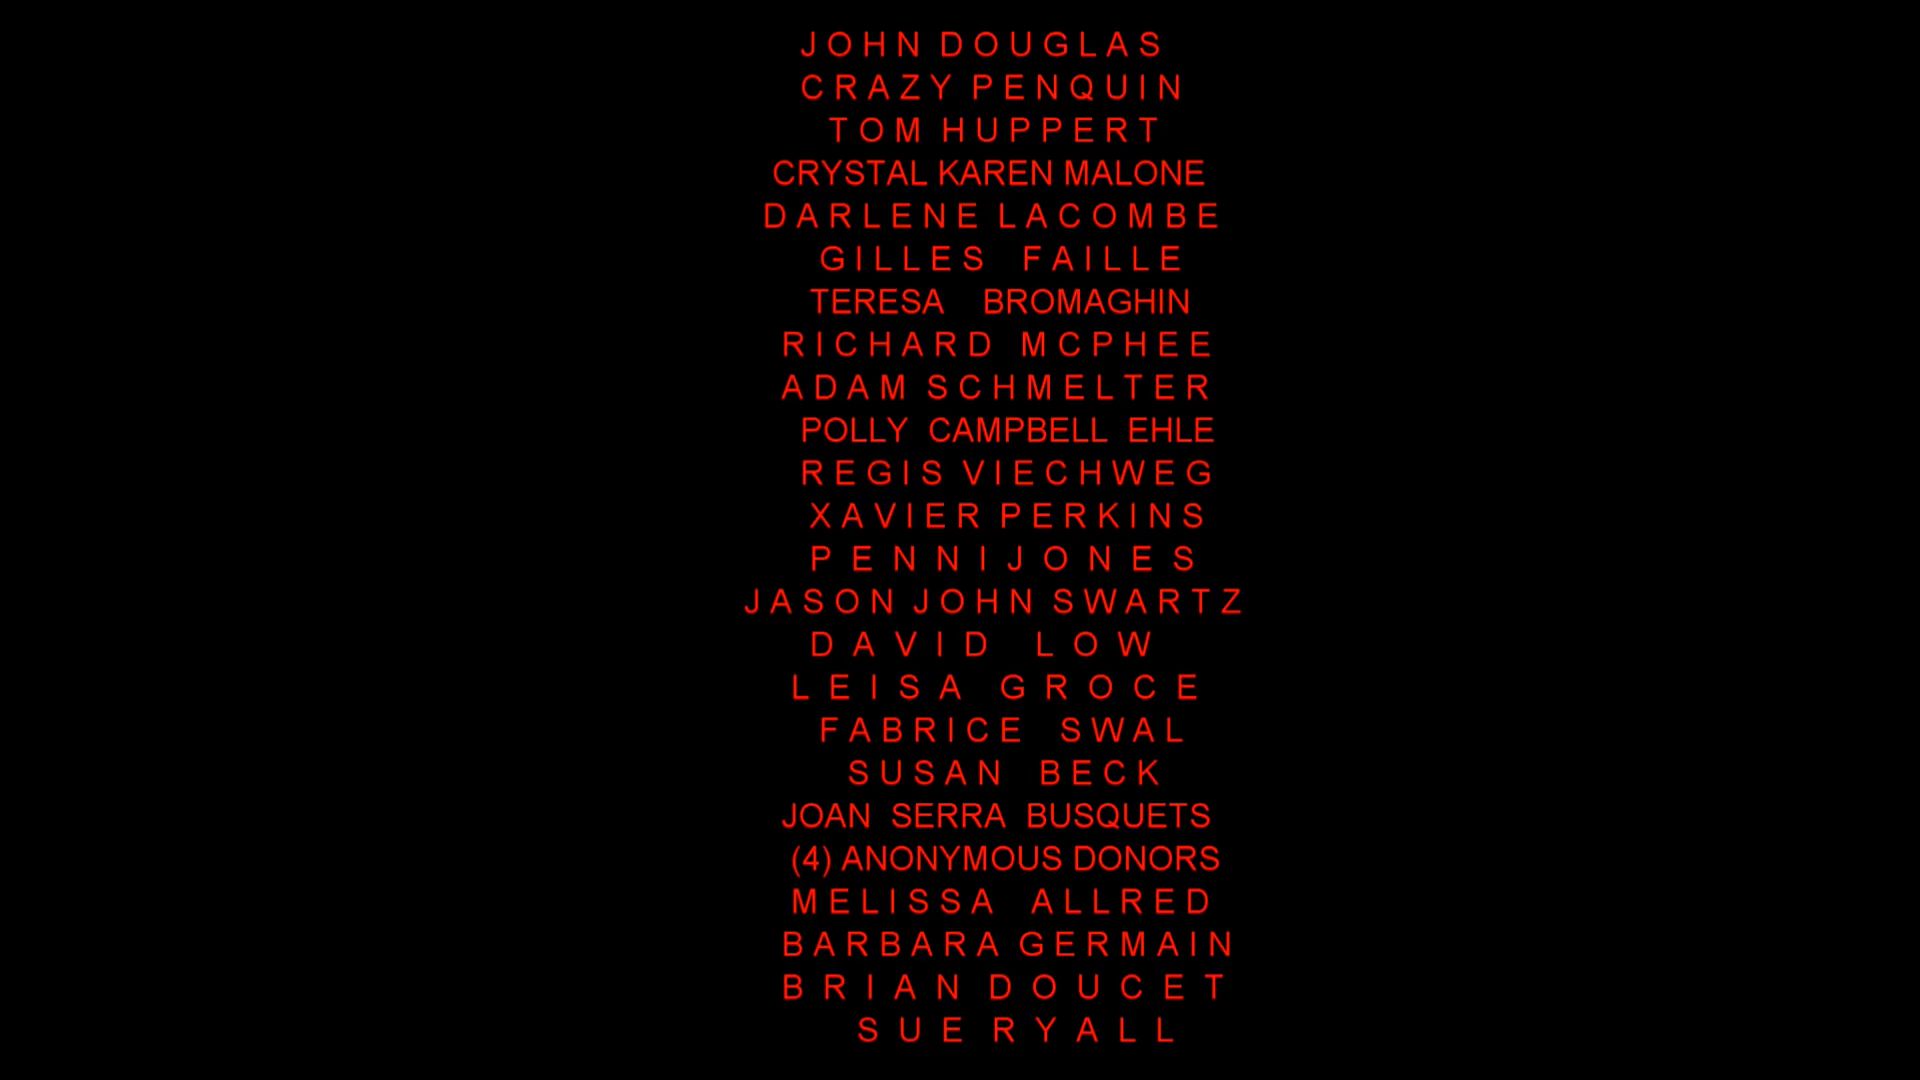 JOHN DOUGLAS
CRAZY PENQUIN
TOM HUPPERT
CRYSTAL KAREN MALONE
DARLENE LACOMBE
GILLES FAILLE
TERESA BROMAGHIN
RICHARD MCPHEE
ADAM SCHMELTER
POLLY CAMPBELL EHLE
REGIS VIECHWEG
XAVIER PERKINS
PENNIJONES
JASON JOHN SWARTZ
DAVID LOW
LEISA GROCE
FABRICE SWAL
SUSAN BECK
JOAN SERRA BUSQUETS
(4) ANONYMOUS DONORS
MELISSA ALLRED
BARBARA GERMAIN
BRIAN DOUCET
SUE RYALL